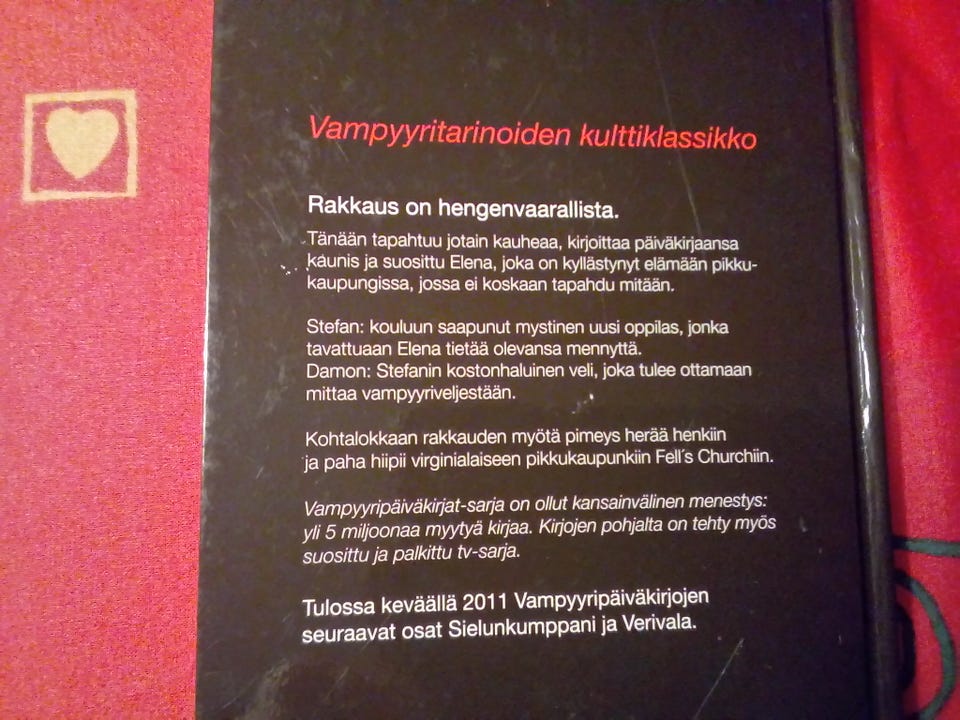 Vampyyritarinoiden kulttiklassikko
Rakkaus on hengenvaarallista.
Tänään tapahtuu jotain kauheaa, kirjoittaa päiväkirjaansa
kaunis ja suosittu Elena, joka on kyllästynyt elämään pikku-
kaupungissa, jossa ei koskaan tapahdu mitään.
Stefan: kouluun saapunut mystinen uusi oppilas, jonka
tavattuaan Elena tietää olevansa mennyttä.
Damon: Stefanin kostonhaluinen veli, joka tulee ottamaan
mittaa vampyyriveljestään.
Kohtalokkaan rakkauden myötä pimeys herää henkiin
ja paha hiipii virginialaiseen pikkukaupunkiin Fell´s Churchiin.
Vampyyripäiväkirjat-sarja on ollut kansainvälinen menestys:
yli 5 miljoonaa myytyä kirjaa. Kirjojen pohjalta on tehty myös
suosittu ja palkittu tv-sarja.
Tulossa keväällä 2011 Vampyyripäiväkirjojen
seuraavat osat Sielunkumppani ja Verivala.